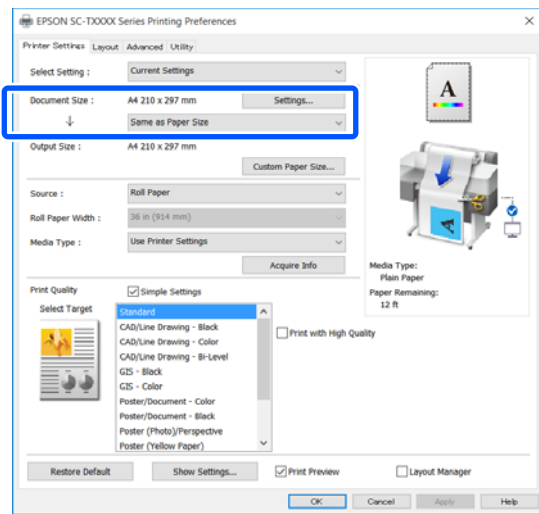 EPSON SC-TXXXX Series Printing Preferences
Printer Settings Layout Advanced Utility
Select Setting : Current Settings
Document Size : A4 210 x 297 mm Settings...
↓ Same as Paper Size
Output Size : A4 210 x 297 mm
Custom Paper Size...
Source : Roll Paper
Roll Paper Width : 36 in (914 mm)
Media Type : Use Printer Settings
Acquire Info
A
A
Media Type:
Plain Paper
Paper Remaining:
12 ft
Print Quality Simple Settings
Select Target
Standard
CAD/Line Drawing - Black
CAD/Line Drawing - Color
CAD/Line Drawing - Bi-Level
GIS - Black
GIS - Color
Poster/Document - Color
Poster/Document - Black
Poster (Photo)/Perspective
Poster (Yellow Paper)
Print with High Quality
Restore Default Show Settings... Print Preview Layout Manager
OK Cancel Apply Help